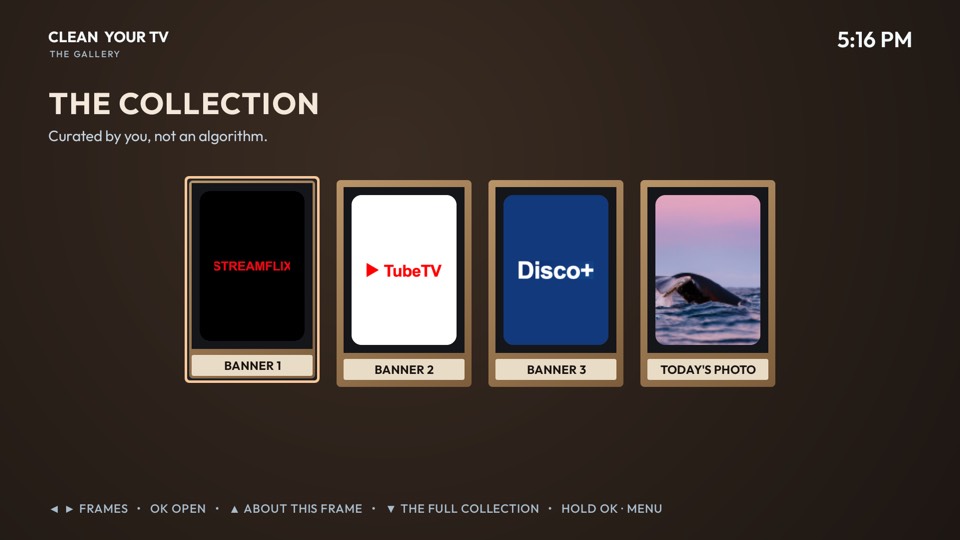 CLEAN YOUR TV
THE GALLERY
5:16 PM
THE COLLECTION
Curated by you, not an algorithm.
STREAMFLIX
TubeTV
Disco+
BANNER 1
BANNER 2
BANNER 3
TODAY'S PHOTO
◄ ► FRAMES • OK OPEN • ▲ ABOUT THIS FRAME • ▼ THE FULL COLLECTION • HOLD OK · MENU